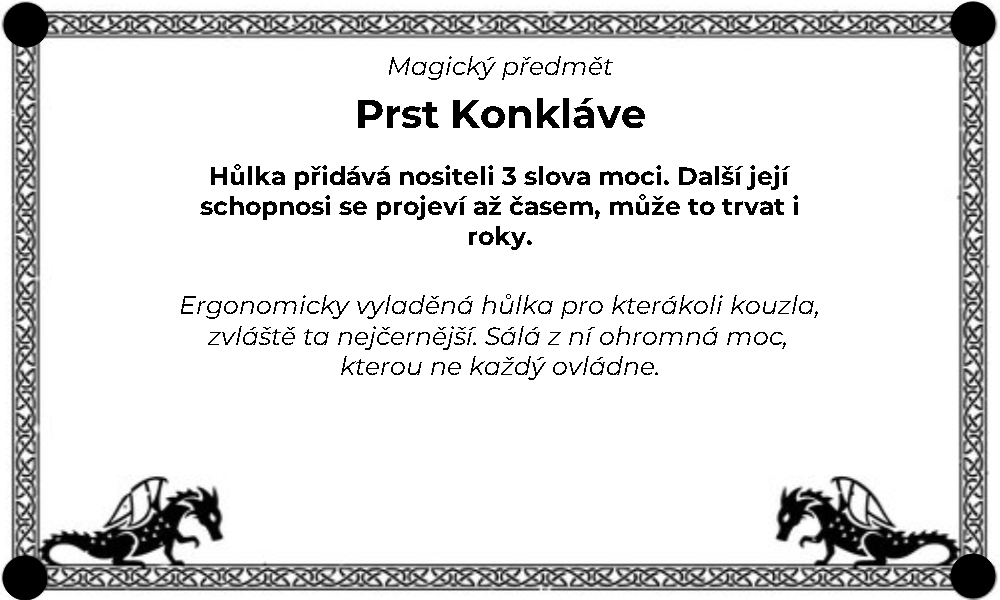 Magický předmět
Prst Konkláve
Hůlka přidává nositeli 3 slova moci. Další její
schopnosi se projeví až časem, může to trvat i
roky.
Ergonomicky vyladěná hůlka pro kterákoli kouzla,
zvláště ta nejčernější. Sálá z ní ohromná moc,
kterou ne každý ovládne.